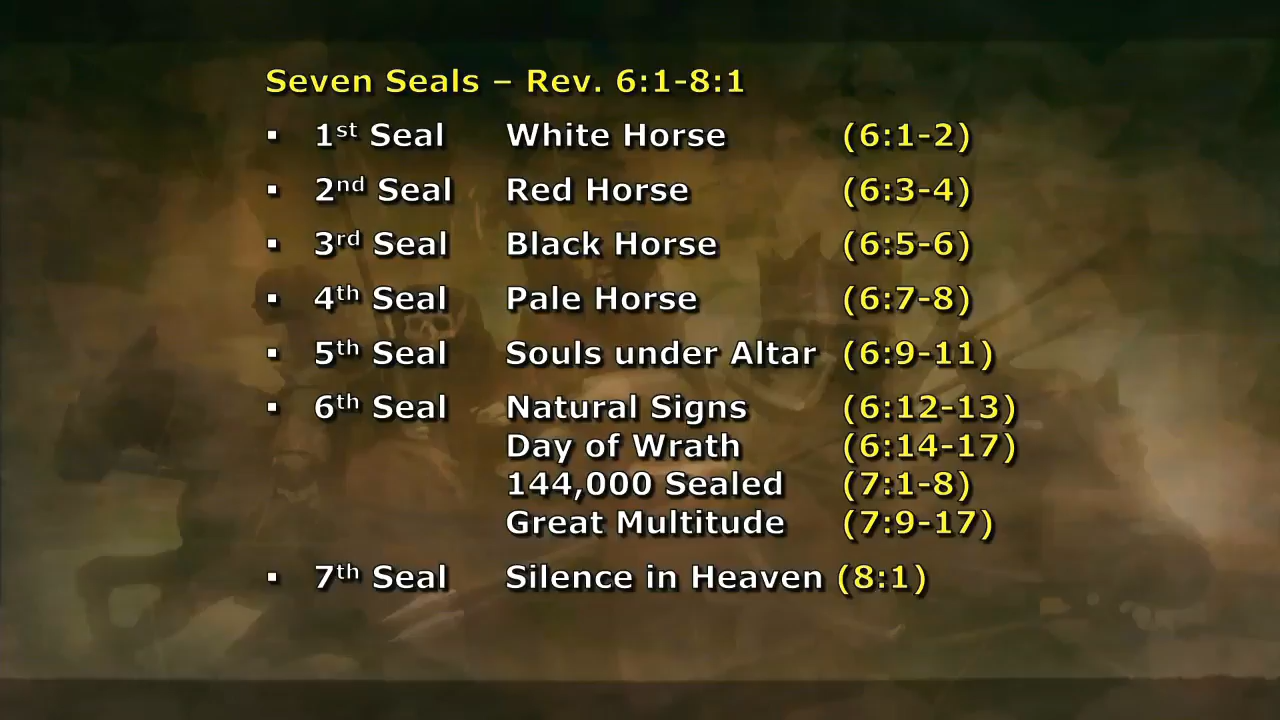 Seven Seals – Rev. 6:1-8:1
▪ 1st Seal White Horse (6:1-2)
▪ 2nd Seal Red Horse (6:3-4)
▪ 3rd Seal Black Horse (6:5-6)
▪ 4th Seal Pale Horse (6:7-8)
▪ 5th Seal Souls under Altar (6:9-11)
▪ 6th Seal Natural Signs (6:12-13)
Day of Wrath (6:14-17)
144,000 Sealed (7:1-8)
Great Multitude (7:9-17)
▪ 7th Seal Silence in Heaven (8:1)